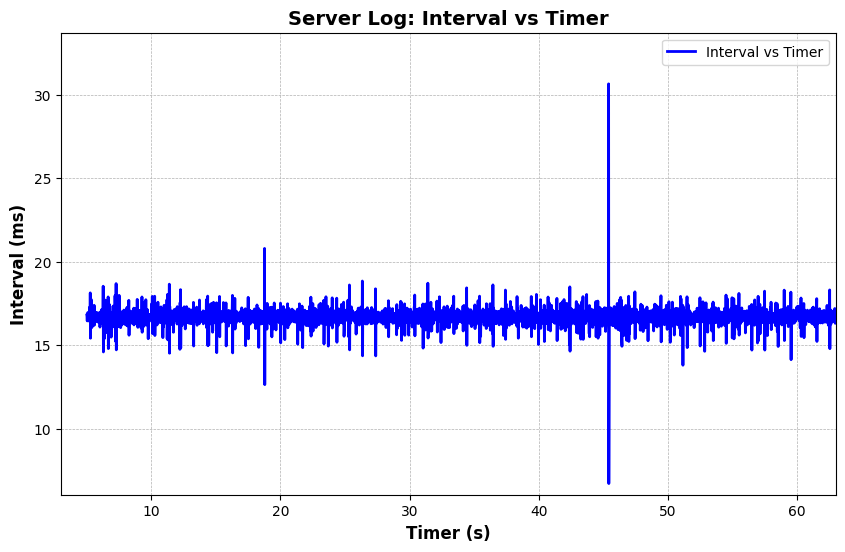 Server Log: Interval vs Timer
Interval vs Timer
30
25
20
15
10
Interval (ms)
10 20 30 40 50 60
Timer (s)